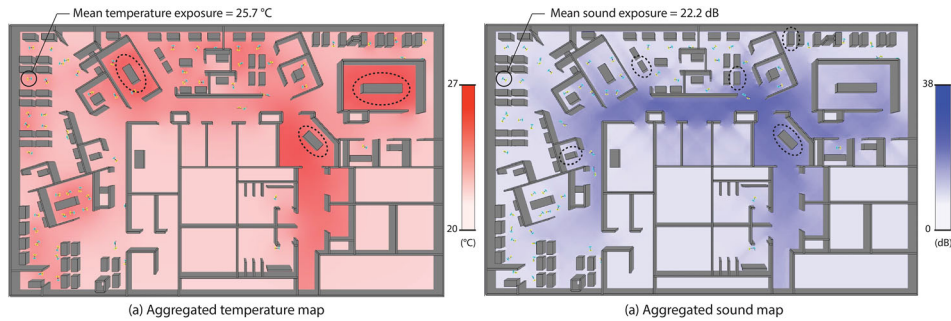 Mean temperature exposure = 25.7 °C
27
20
(°C)
(a) Aggregated temperature map
Mean sound exposure = 22.2 dB
38
0
(dB)
(a) Aggregated sound map